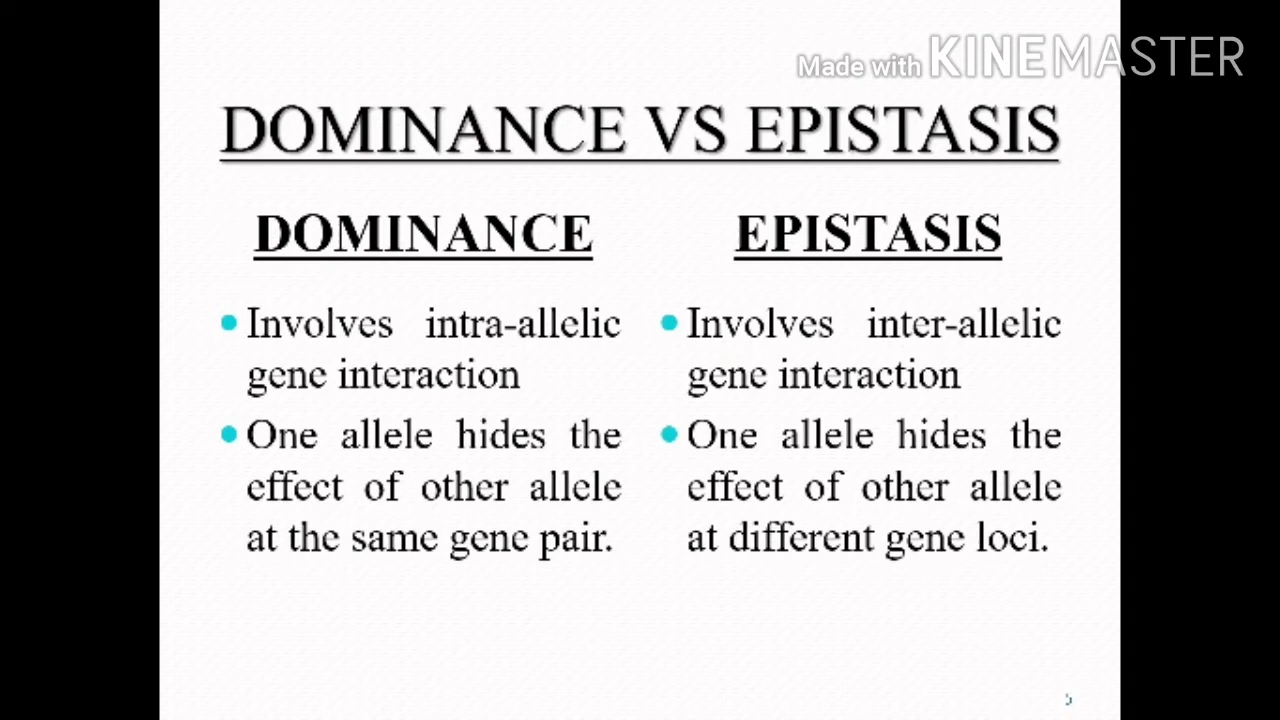 Made with KINEMASTER
DOMINANCE VS EPISTASIS
DOMINANCE
Involves intra-allelic
gene interaction
One allele hides the
effect of other allele
at the same gene pair.
EPISTASIS
Involves inter-allelic
gene interaction
One allele hides the
effect of other allele
at different gene loci.